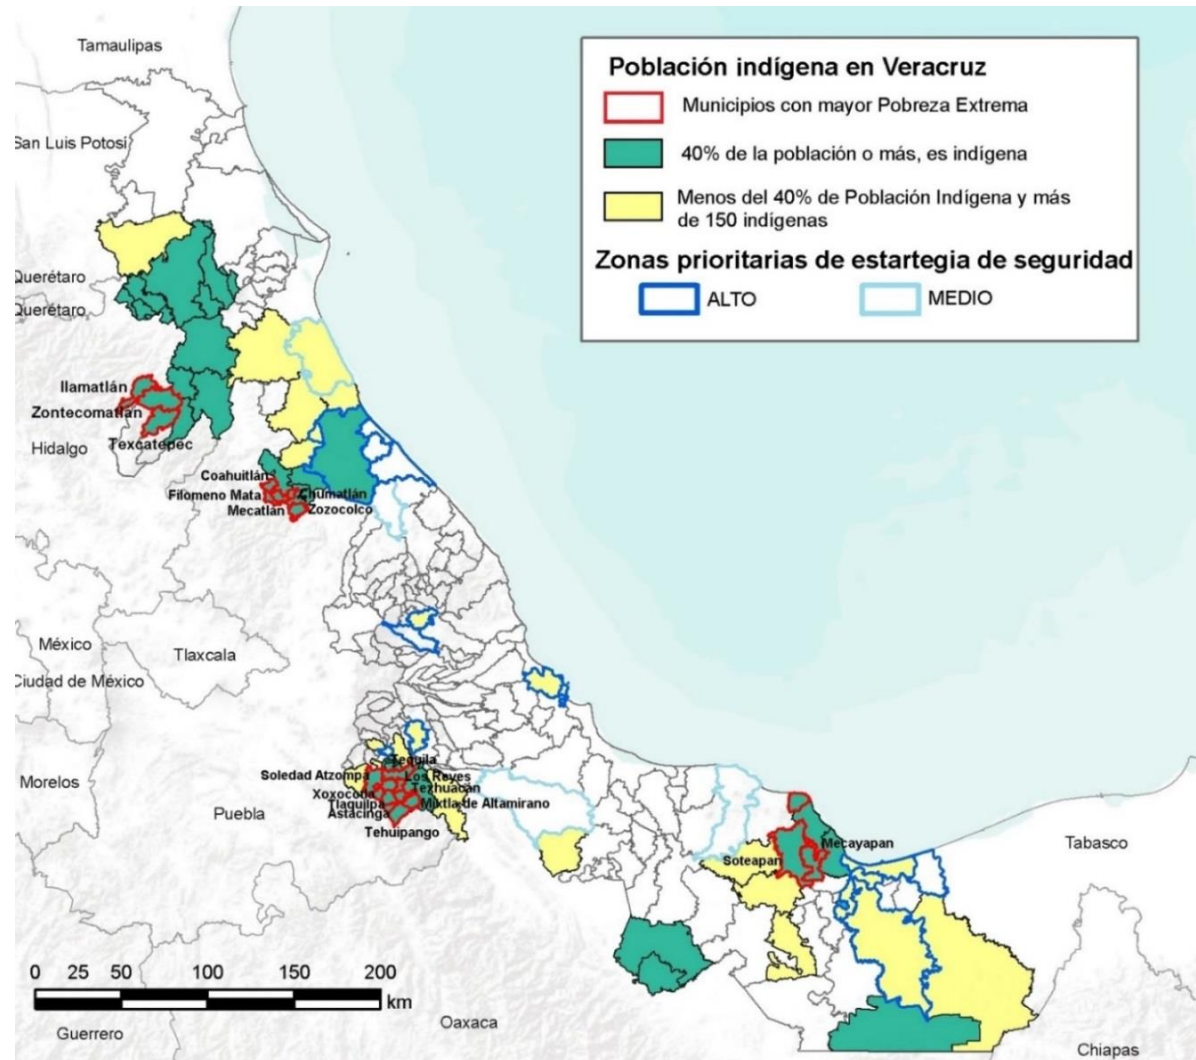 Tamaulipas
San Luis Potosí
Querétaro
Querétaro
Hidalgo
Población indígena en Veracruz
Municipios con mayor Pobreza Extrema
40% de la población o más, es indígena
Menos del 40% de Población Indígena y más
de 150 indígenas
Zonas prioritarias de estartegia de seguridad
ALTO
MEDIO
Ilamatlán
Zontecomatlán
Texcatepec
Coahuitlán
Filomeno Mata
Chumatlán
Mecatlán
Zozocolco
México
Tlaxcala
Ciudad de México
Morelos
Puebla
Tequila
Soledad Atzompa
Los Reyes
Texhuacán
Xoxocotla
Tlaquilpa
Mixtla de Altamirano
Astacinga
Tehuipango
Soteapan
Mecayapan
Tabasco
0 25 50 100 150 200
km
Guerrero
Oaxaca
Chiapas